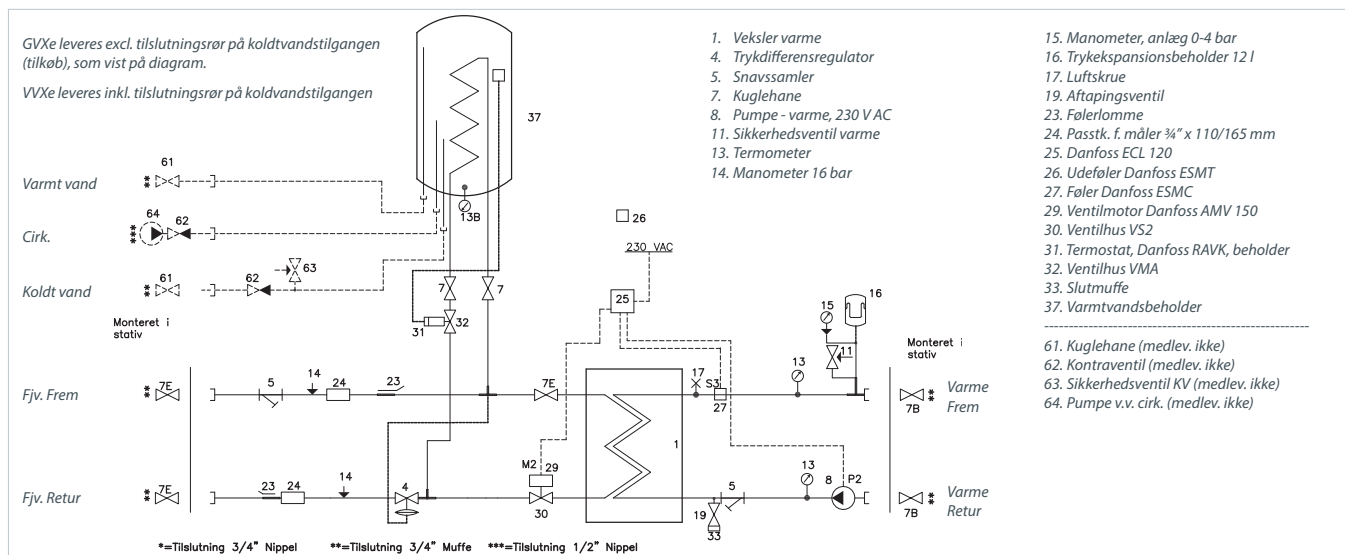 GVXe leveres excl. tilslutningsrør på koldtvandstilgangen
(tilkøb), som vist på diagram.
VVXe leveres inkl. tilslutningsrør på koldvandstilgangen
1. Veksler varme
4. Trykdifferensregulator
5. Snavssamler
7. Kuglehane
8. Pumpe - varme, 230 V AC
11. Sikkerhedsventil varme
13. Termometer
14. Manometer 16 bar
15. Manometer, anlæg 0-4 bar
16. Trykekspansionsbeholder 12 l
17. Luftskrue
19. Aftapingsventil
23. Følerlomme
24. Passtk. f. måler ¾" x 110/165 mm
25. Danfoss ECL 120
26. Udeføler Danfoss ESMT
27. Føler Danfoss ESMC
29. Ventilmotor Danfoss AMV 150
30. Ventilhus VS2
31. Termostat, Danfoss RAVK, beholder
32. Ventilhus VMA
33. Slutmuffe
37. Varmtvandsbeholder
61. Kuglehane (medlev. ikke)
62. Kontraventil (medlev. ikke)
63. Sikkerhedsventil KV (medlev. ikke)
64. Pumpe v.v. cirk. (medlev. ikke)
37
61
Varmt vand **
13B
64 62
Cirk. ***
26
230 VAC
61 62 63
Koldt vand **
7 7
25
31 32
15 16
11
Monteret i
stativ
Monteret i
stativ
Fjv. Frem ** 7E 5 14 24 23 7E 17 S3 27 13 7B **
Varme
Frem
1
M2 29
Fjv. Retur ** 7E 23 24 14 4 30 19 33 5 13 8 P2 7B **
Varme
Retur
*=Tilslutning 3/4" Nippel **=Tilslutning 3/4" Muffe ***=Tilslutning 1/2" Nippel